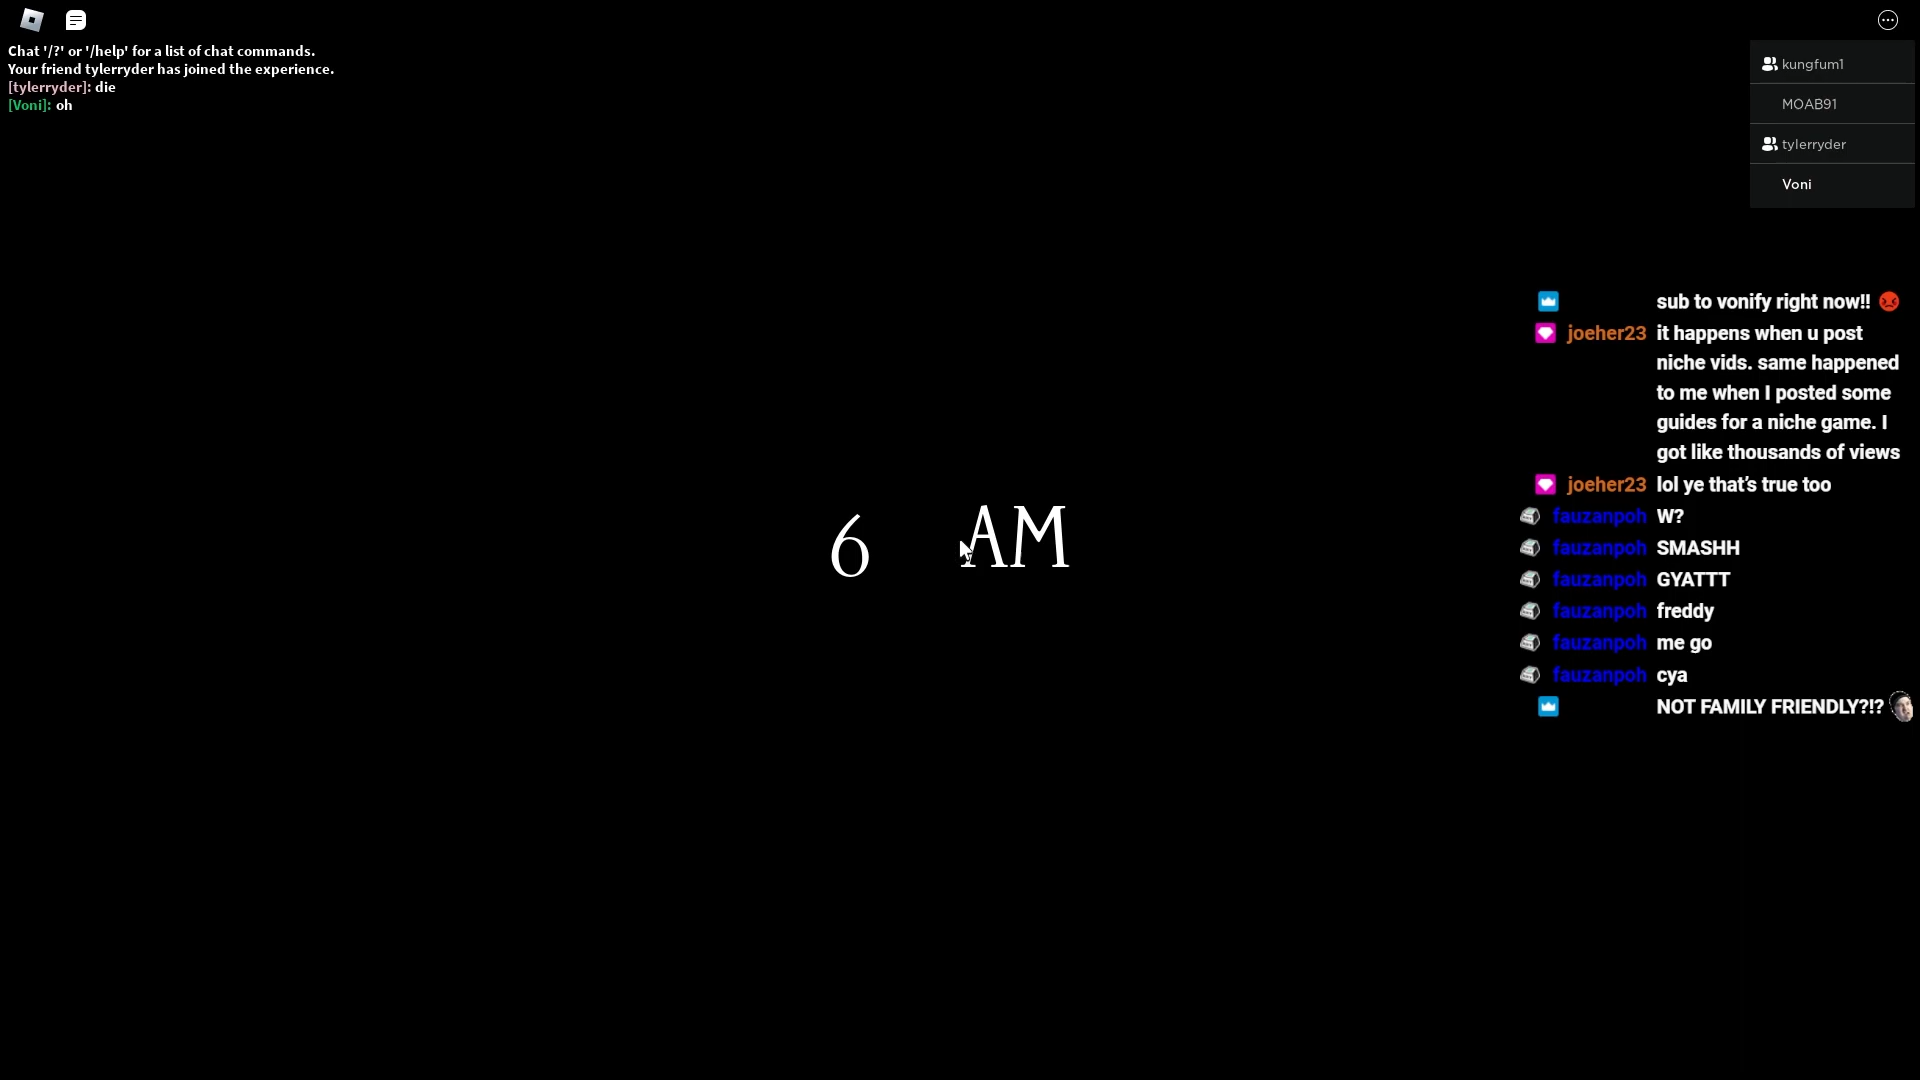 Chat '/?' or '/help' for a list of chat commands.
Your friend tylerryder has joined the experience.
[tylerryder]: die
[Voni]: oh
kungfum1
MOAB91
tylerryder
Voni
sub to vonify right now!!
joeher23 it happens when u post
niche vids. same happened
to me when I posted some
guides for a niche game. I
got like thousands of views
joeher23 lol ye that’s true too
fauzanpoh W?
fauzanpoh SMASHH
fauzanpoh GYATTT
fauzanpoh freddy
fauzanpoh me go
fauzanpoh cya
NOT FAMILY FRIENDLY?!?
6 AM